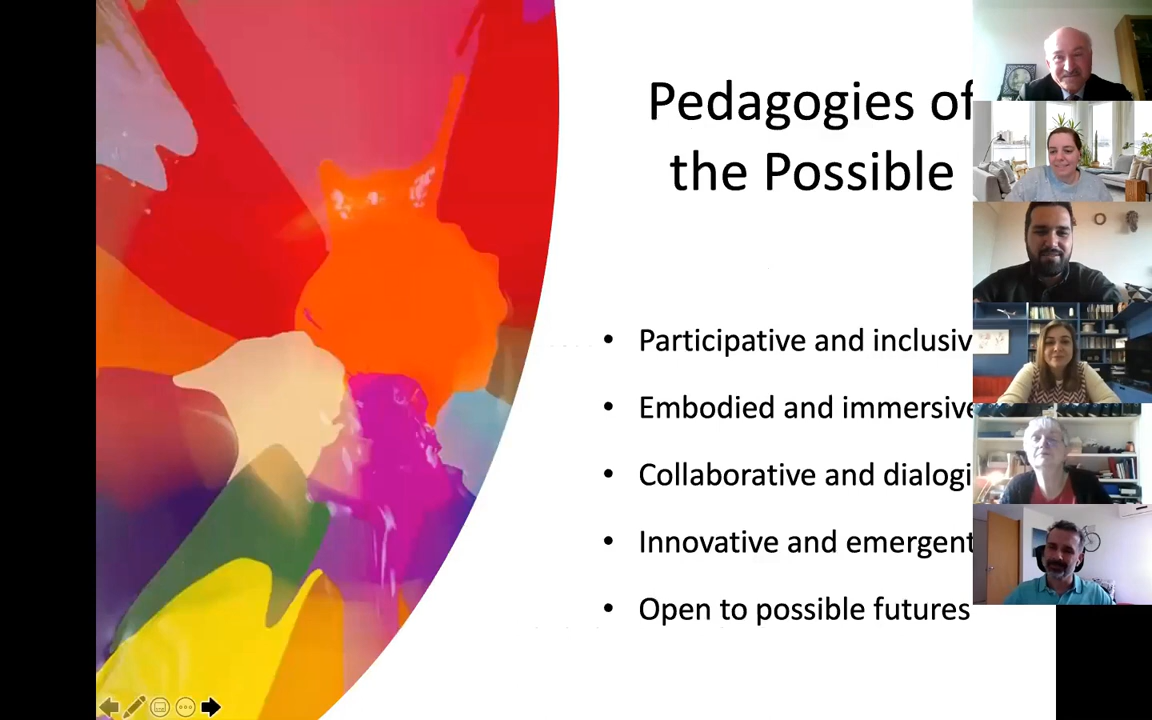 Pedagogies of
the Possible
• Participative and inclusiv
• Embodied and immersive
• Collaborative and dialogi
• Innovative and emergent
• Open to possible futures